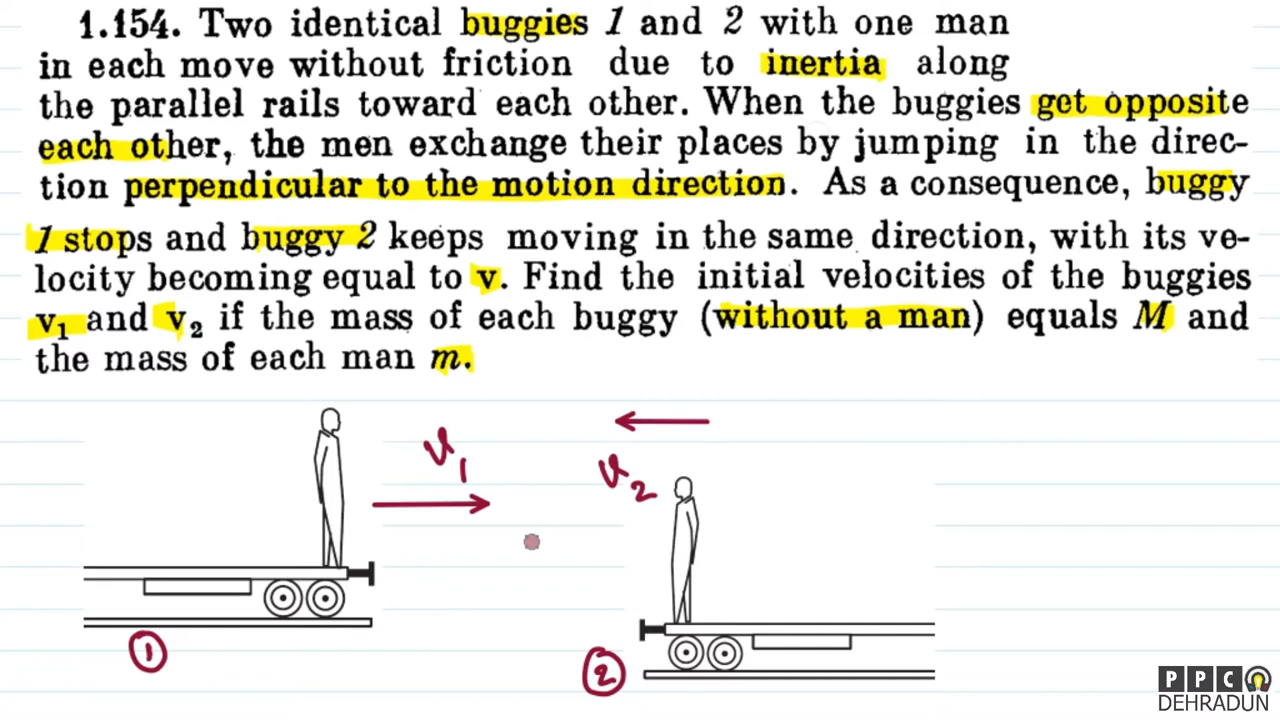 1.154. Two identical buggies 1 and 2 with one man
in each move without friction due to inertia along
the parallel rails toward each other. When the buggies get opposite
each other, the men exchange their places by jumping in the direc-
tion perpendicular to the motion direction. As a consequence, buggy
1 stops and buggy 2 keeps moving in the same direction, with its ve-
locity becoming equal to v. Find the initial velocities of the buggies
v₁ and v₂ if the mass of each buggy (without a man) equals M and
the mass of each man m.
v₁
v₂
1
2
PPC
DEHRADUN